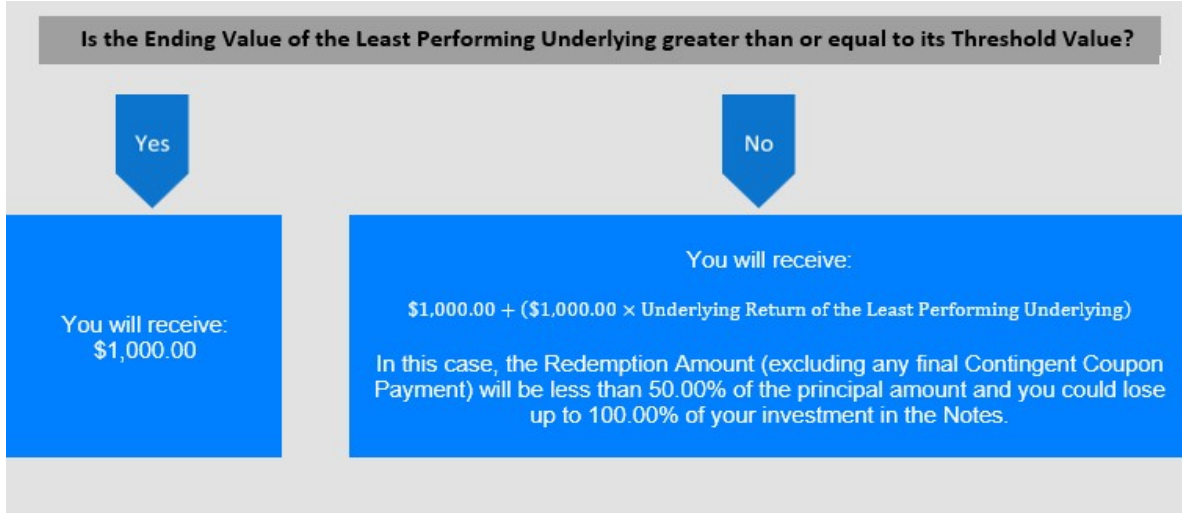 Is the Ending Value of the Least Performing Underlying greater than or equal to its Threshold Value?
Yes
No
You will receive:
$1,000.00
You will receive:
$1,000.00 + ($1,000.00 × Underlying Return of the Least Performing Underlying)
In this case, the Redemption Amount (excluding any final Contingent Coupon
Payment) will be less than 50.00% of the principal amount and you could lose
up to 100.00% of your investment in the Notes.